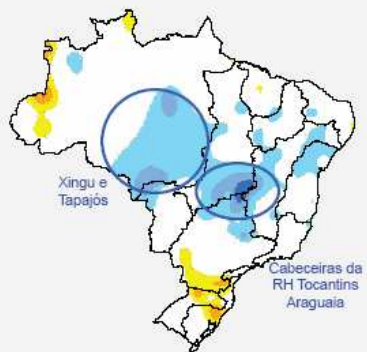 Xingu e
Tapajós
Cabeceiras da
RH Tocantins
Araguaia